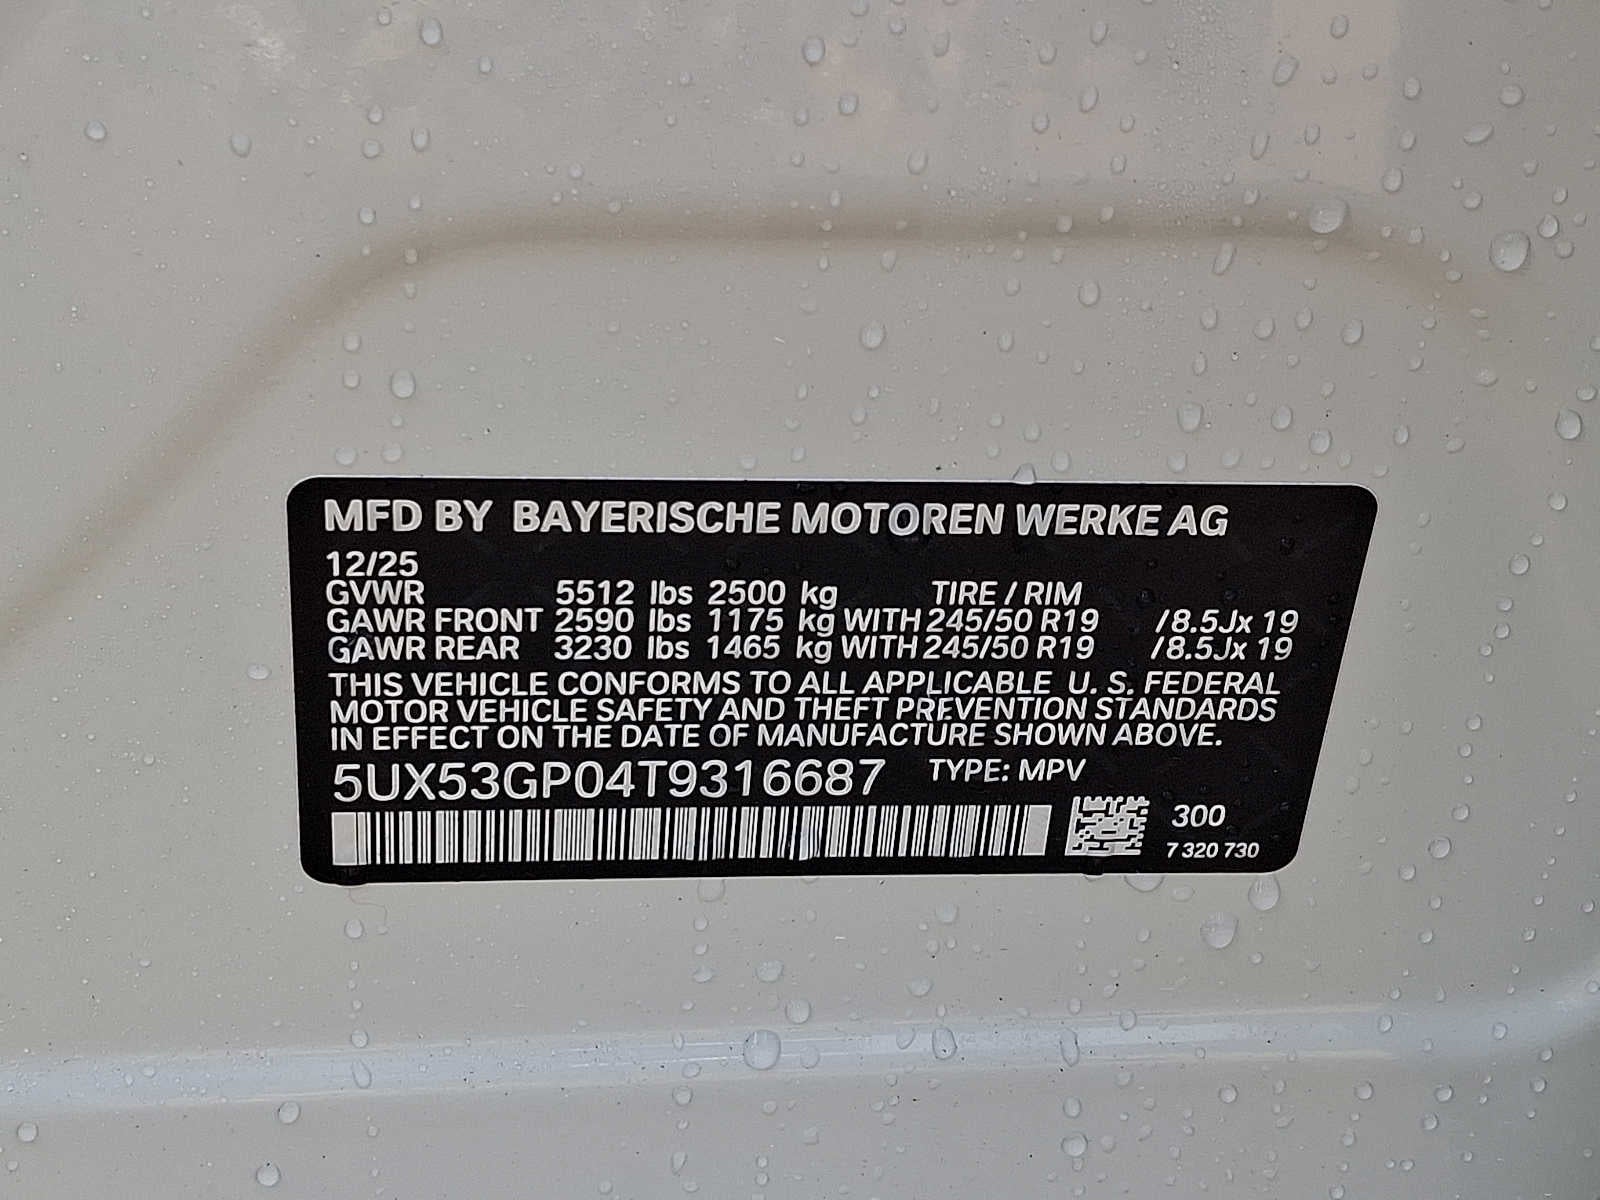 MFD BY BAYERISCHE MOTOREN WERKE AG
12/25
GVWR 5512 lbs 2500 kg TIRE / RIM
GAWR FRONT 2590 lbs 1175 kg WITH 245/50 R19 /8.5Jx 19
GAWR REAR 3230 lbs 1465 kg WITH 245/50 R19 /8.5Jx 19
THIS VEHICLE CONFORMS TO ALL APPLICABLE U. S. FEDERAL
MOTOR VEHICLE SAFETY AND THEFT PREVENTION STANDARDS
IN EFFECT ON THE DATE OF MANUFACTURE SHOWN ABOVE.
5UX53GP04T9316687 TYPE: MPV
300
7 320 730